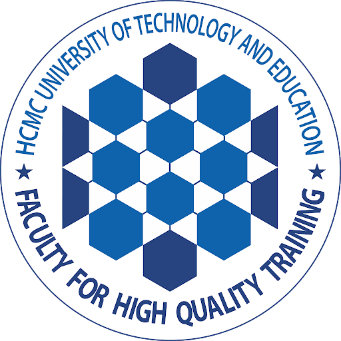 HCMC UNIVERSITY OF TECHNOLOGY AND EDUCATION
★ FACULTY FOR HIGH QUALITY TRAINING ★